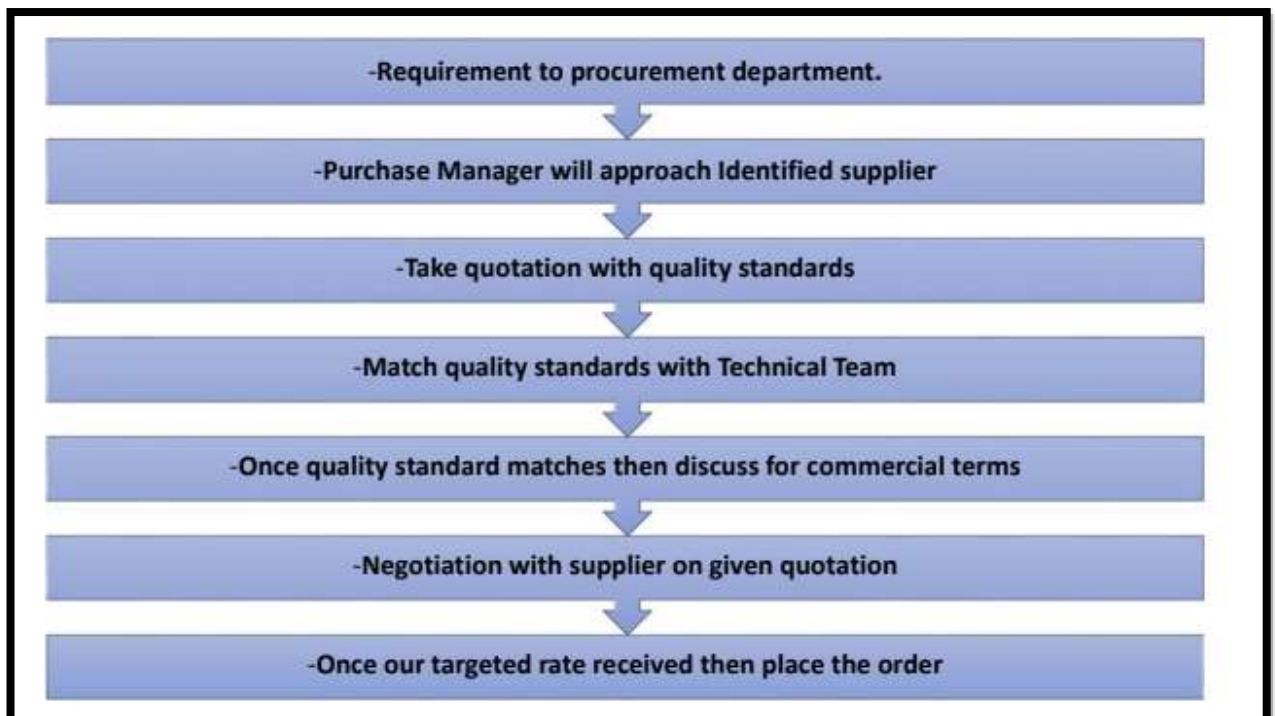 -Requirement to procurement department.
-Purchase Manager will approach Identified supplier
-Take quotation with quality standards
-Match quality standards with Technical Team
-Once quality standard matches then discuss for commercial terms
-Negotiation with supplier on given quotation
-Once our targeted rate received then place the order